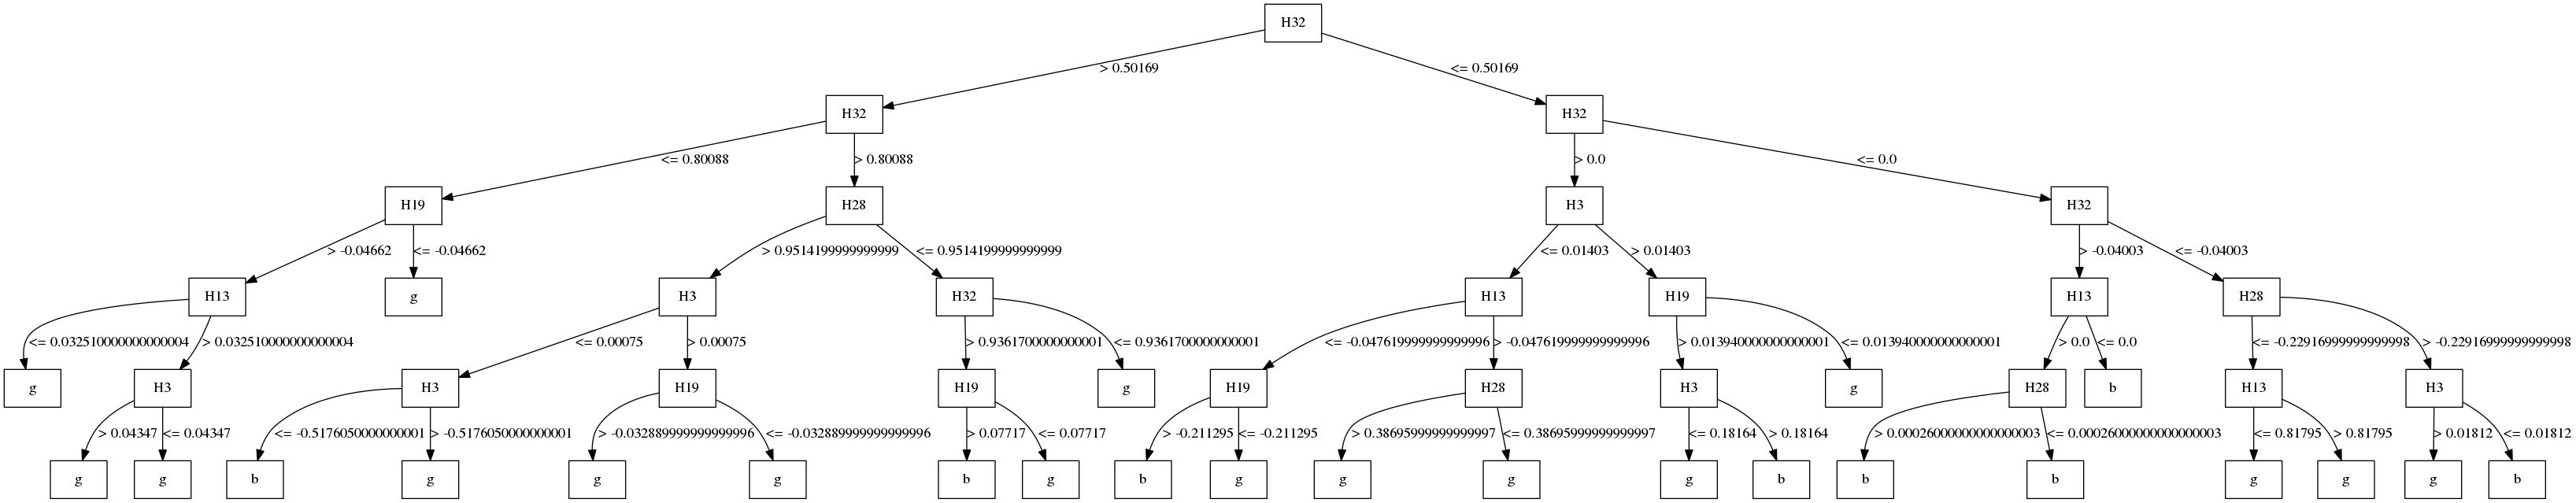 H32
> 0.50169
<= 0.50169
H32
H32
<= 0.80088
> 0.80088
> 0.0
<= 0.0
H19
H28
H3
H32
> -0.04662
<= -0.04662
> 0.9514199999999999
<= 0.9514199999999999
<= 0.01403
> 0.01403
> -0.04003
<= -0.04003
H13
g
H3
H32
H13
H19
H13
H28
<= 0.032510000000000004
> 0.032510000000000004
<= 0.00075
> 0.00075
> 0.9361700000000001
<= 0.9361700000000001
<= -0.047619999999999996
> -0.047619999999999996
> 0.013940000000000001
<= 0.013940000000000001
> 0.0
<= 0.0
<= -0.22916999999999998
> -0.22916999999999998
g
H3
H3
H19
H19
g
H19
H28
H3
g
H28
b
H13
H3
> 0.04347
<= 0.04347
<= -0.5176050000000001
> -0.5176050000000001
> -0.032889999999999996
<= -0.032889999999999996
> 0.07717
<= 0.07717
> -0.211295
<= -0.211295
> 0.38695999999999997
<= 0.38695999999999997
<= 0.18164
> 0.18164
> 0.00026000000000000003
<= 0.00026000000000000003
<= 0.81795
> 0.81795
> 0.01812
<= 0.01812
g
g
b
g
g
g
b
g
b
g
g
g
g
b
b
b
g
g
g
b